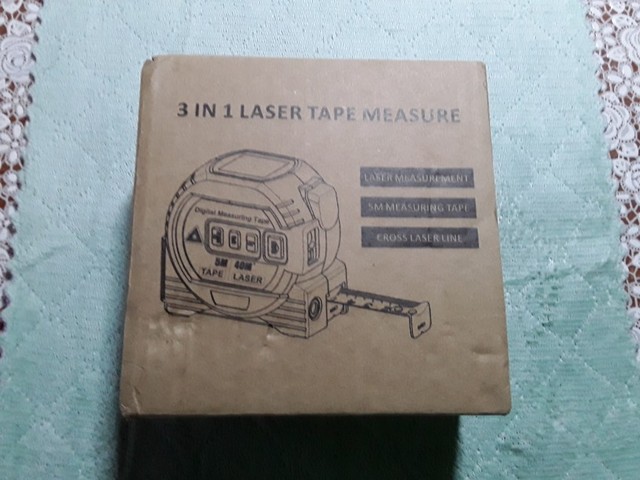 3 IN 1 LASER TAPE MEASURE
LASER MEASUREMENT
5M MEASURING TAPE
CROSS LASER LINE
Digital Measuring Tape
5M 40M
TAPE LASER